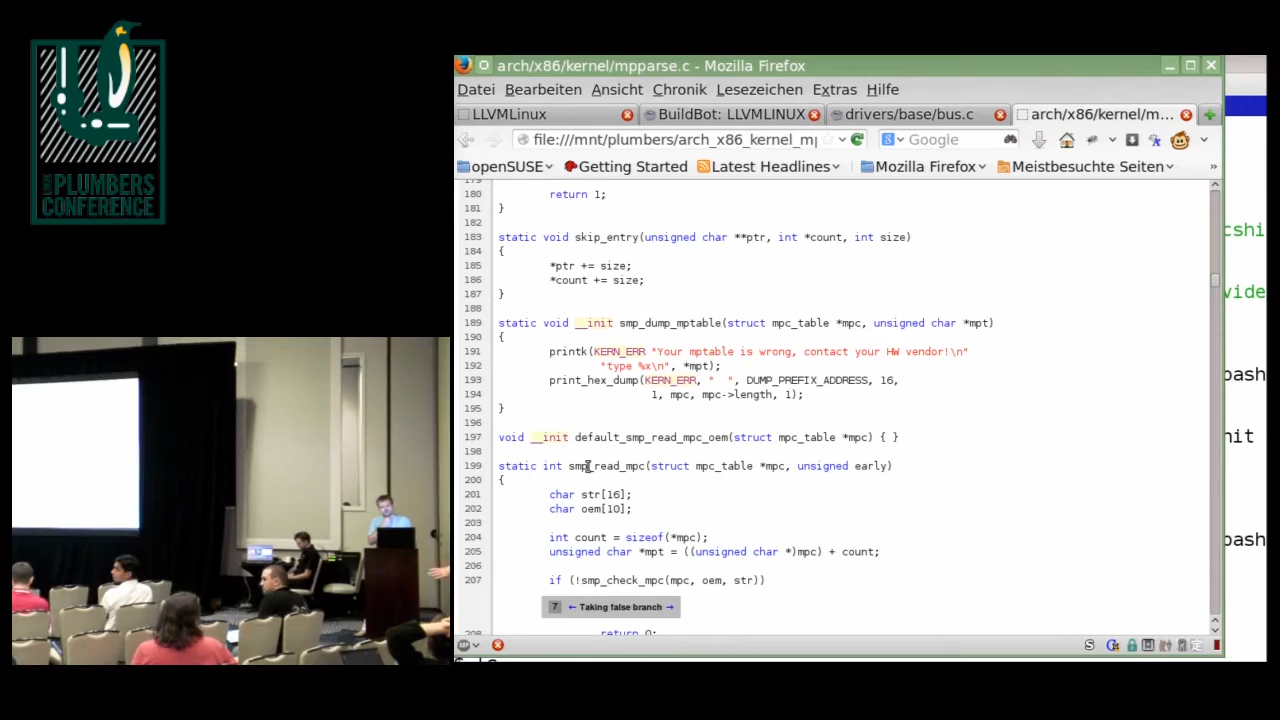 LINUX
PLUMBERS
CONFERENCE
arch/x86/kernel/mpparse.c - Mozilla Firefox
Datei Bearbeiten Ansicht Chronik Lesezeichen Extras Hilfe
LLVMLinux BuildBot: LLVMLINUX drivers/base/bus.c arch/x86/kernel/m...
file:///mnt/plumbers/arch_x86_kernel_mp Google
openSUSE Getting Started Latest Headlines Mozilla Firefox Meistbesuchte Seiten »
179
180 return 1;
181 }
182
183 static void skip_entry(unsigned char **ptr, int *count, int size)
184 {
185 *ptr += size;
186 *count += size;
187 }
188
189 static void __init smp_dump_mptable(struct mpc_table *mpc, unsigned char *mpt)
190 {
191 printk(KERN_ERR "Your mptable is wrong, contact your HW vendor!\n"
192 "type %x\n", *mpt);
193 print_hex_dump(KERN_ERR, "  ", DUMP_PREFIX_ADDRESS, 16,
194 1, mpc, mpc->length, 1);
195 }
196
197 void __init default_smp_read_mpc_oem(struct mpc_table *mpc) { }
198
199 static int smp_read_mpc(struct mpc_table *mpc, unsigned early)
200 {
201 char str[16];
202 char oem[10];
203
204 int count = sizeof(*mpc);
205 unsigned char *mpt = ((unsigned char *)mpc) + count;
206
207 if (!smp_check_mpc(mpc, oem, str))
7 ← Taking false branch →
208 return 0;
cshi
vide
bash
nit
bash